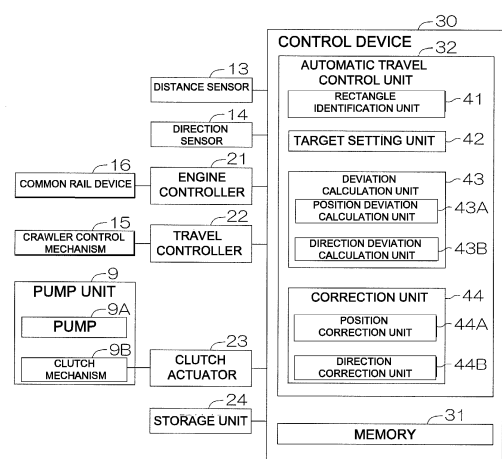 30
CONTROL DEVICE
32
AUTOMATIC TRAVEL
CONTROL UNIT
RECTANGLE
IDENTIFICATION UNIT
41
TARGET SETTING UNIT
42
DEVIATION
CALCULATION UNIT
43
POSITION DEVIATION
CALCULATION UNIT
43A
DIRECTION DEVIATION
CALCULATION UNIT
43B
CORRECTION UNIT
44
POSITION
CORRECTION UNIT
44A
DIRECTION
CORRECTION UNIT
44B
31
MEMORY
13
DISTANCE SENSOR
14
DIRECTION
SENSOR
16
COMMON RAIL DEVICE
21
ENGINE
CONTROLLER
15
CRAWLER CONTROL
MECHANISM
22
TRAVEL
CONTROLLER
9
PUMP UNIT
9A
PUMP
9B
CLUTCH MECHANISM
23
CLUTCH
ACTUATOR
24
STORAGE UNIT